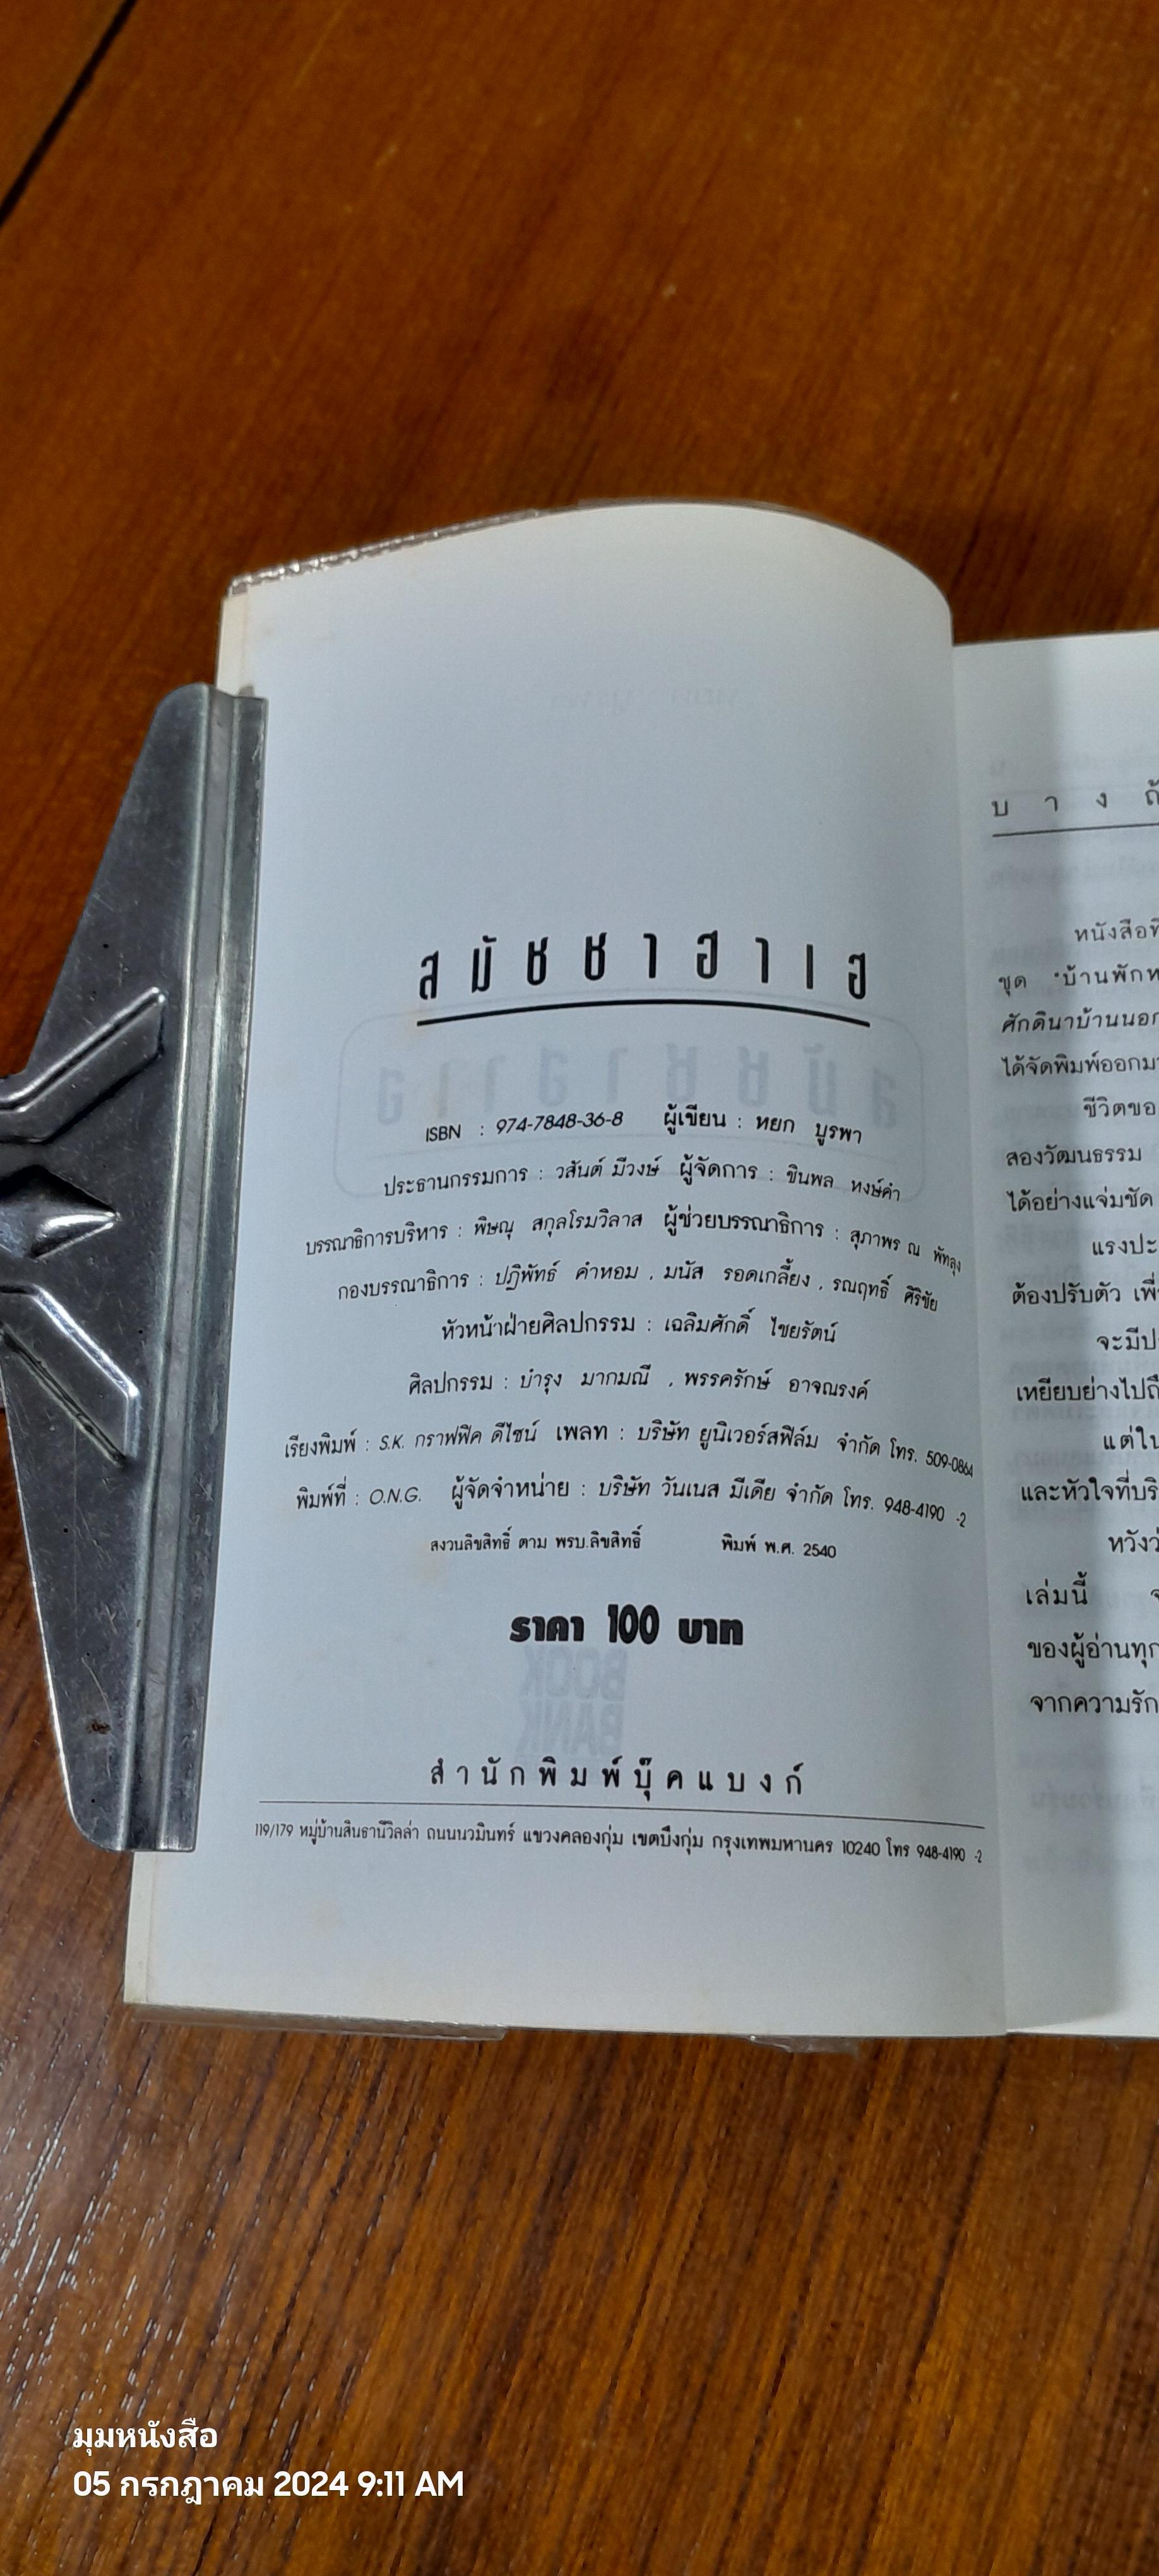 สมัชชาฮาเฮ
ISBN : 974-7848-36-8 ผู้เขียน : หยก บูรพา
ประธานกรรมการ : วสันต์ มีวงษ์ ผู้จัดการ : ชินพล หงษ์คำ
บรรณาธิการบริหาร : พิษณุ สกุลโรมวิลาส ผู้ช่วยบรรณาธิการ : สุภาพร ณ พัทลุง
กองบรรณาธิการ : ปฏิพัทธ์ คำหอม , มนัส รอดเกลี้ยง , รณฤทธิ์ ศิริชัย
หัวหน้าฝ่ายศิลปกรรม : เฉลิมศักดิ์ ไชยรัตน์
ศิลปกรรม : บำรุง มากมณี , พรรครักษ์ อาจณรงค์
เรียงพิมพ์ : S.K. กราฟฟิค ดีไซน์ เพลท : บริษัท ยูนิเวอร์สฟิล์ม จำกัด โทร. 509-0864
พิมพ์ที่ : O.N.G. ผู้จัดจำหน่าย : บริษัท วันเนส มีเดีย จำกัด โทร. 948-4190 -2
สงวนลิขสิทธิ์ ตาม พรบ.ลิขสิทธิ์ พิมพ์ พ.ศ. 2540
ราคา 100 บาท
สำนักพิมพ์บุ๊คแบงก์
119/179 หมู่บ้านสินธานีวิลล่า ถนนนวมินทร์ แขวงคลองกุ่ม เขตบึงกุ่ม กรุงเทพมหานคร 10240 โทร 948-4190 -2
บางถ้
หนังสือที
ชุด "บ้านพักห
ศักดินาบ้านนอก
ได้จัดพิมพ์ออกมา
ชีวิตขอ
สองวัฒนธรรม
ได้อย่างแจ่มชัด
แรงปะ
ต้องปรับตัว เพื่
จะมีป
เหยียบย่างไปถึ
แต่ใน
และหัวใจที่บริ
หวังว่
เล่มนี้ จ
ของผู้อ่านทุก
จากความรัก
มุมหนังสือ
05 กรกฎาคม 2024 9:11 AM